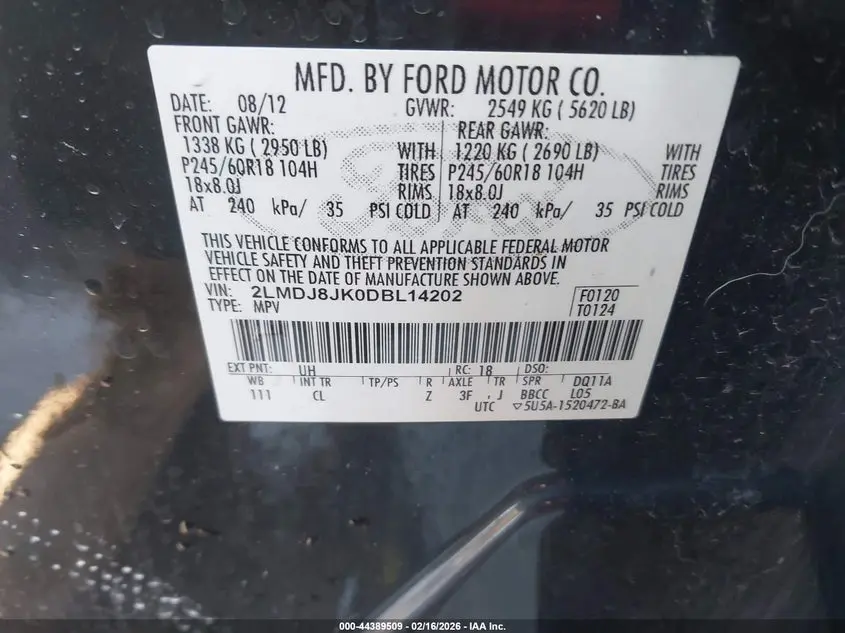 MFD. BY FORD MOTOR CO.
DATE: 08/12 GVWR: 2549 KG ( 5620 LB)
FRONT GAWR: REAR GAWR:
1338 KG ( 2950 LB) WITH 1220 KG ( 2690 LB) WITH
P245/60R18 104H TIRES P245/60R18 104H TIRES
18x8.0J RIMS 18x8.0J RIMS
AT 240 kPa/ 35 PSI COLD AT 240 kPa/ 35 PSI COLD
THIS VEHICLE CONFORMS TO ALL APPLICABLE FEDERAL MOTOR
VEHICLE SAFETY AND THEFT PREVENTION STANDARDS IN
EFFECT ON THE DATE OF MANUFACTURE SHOWN ABOVE.
VIN: 2LMDJ8JK0DBL14202 F0120
TYPE: MPV T0124
EXT PNT: UH RC: 18 DSO:
WB INT TR TP/PS R AXLE TR SPR DQ11A
111 CL Z 3F J BBCC L05
UTC ▽5U5A-1520472-BA
000-44389509 - 02/16/2026 - IAA Inc.